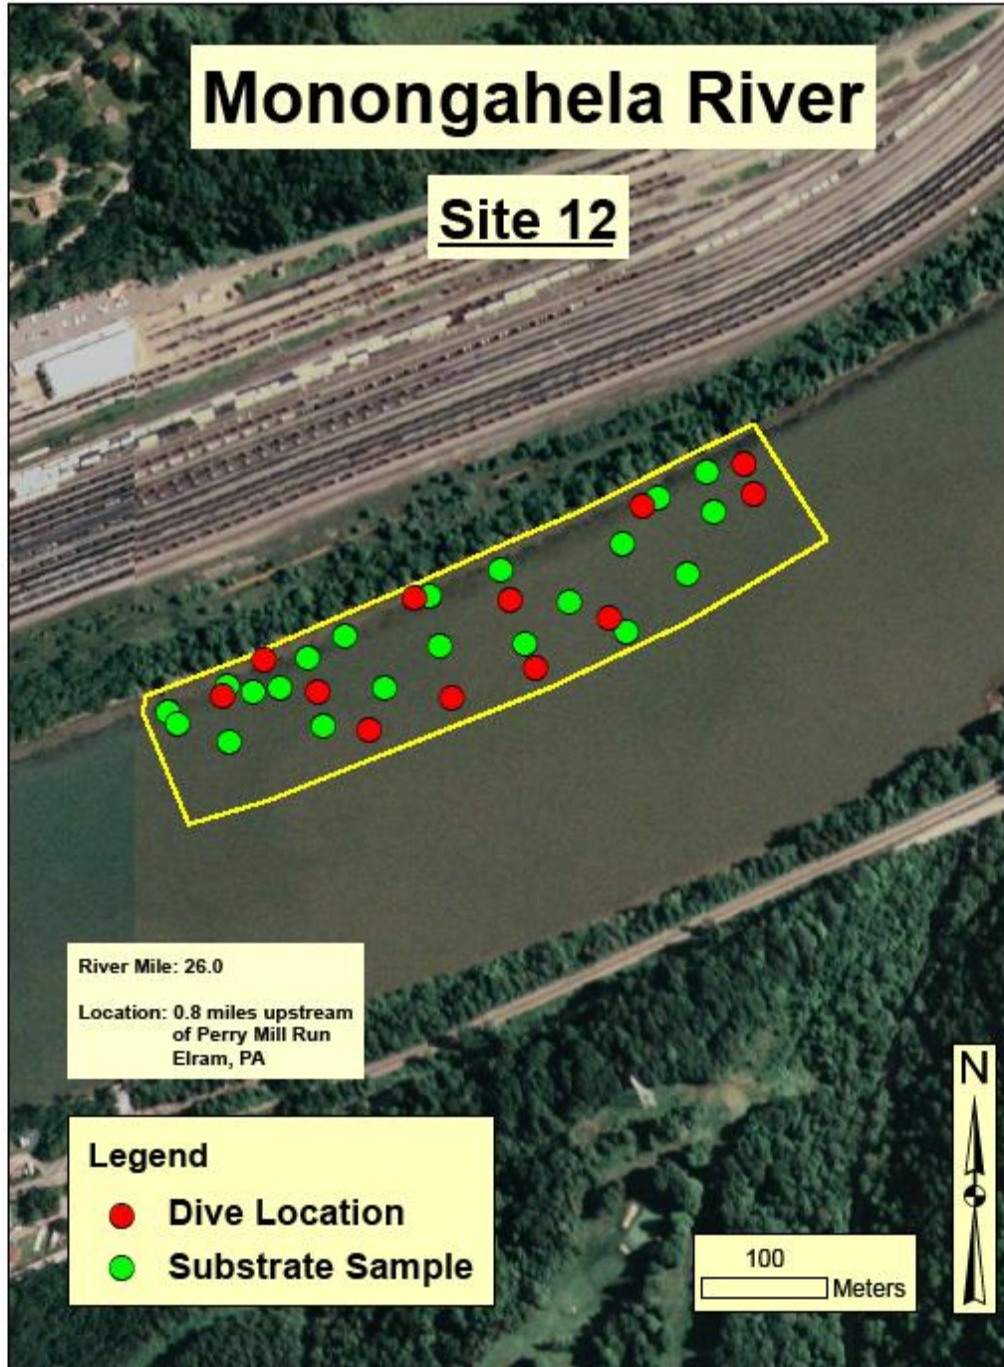 Monongahela River
Site 12
River Mile: 26.0
Location: 0.8 miles upstream
of Perry Mill Run
Elram, PA
Legend
Dive Location
Substrate Sample
N
100
Meters